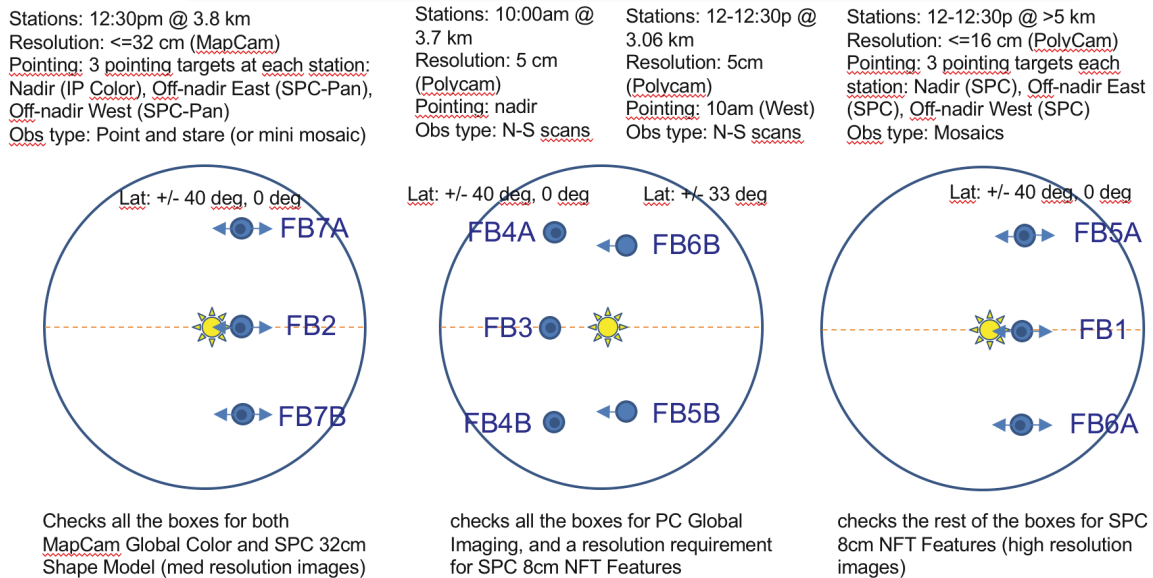 Stations: 12:30pm @ 3.8 km
Resolution: <=32 cm (MapCam)
Pointing: 3 pointing targets at each station:
Nadir (IP Color), Off-nadir East (SPC-Pan),
Off-nadir West (SPC-Pan)
Obs type: Point and stare (or mini mosaic)
Lat: +/- 40 deg, 0 deg
FB7A
FB2
FB7B
Checks all the boxes for both
MapCam Global Color and SPC 32cm
Shape Model (med resolution images)
Stations: 10:00am @
3.7 km
Resolution: 5 cm
(Polycam)
Pointing: nadir
Obs type: N-S scans
Stations: 12-12:30p @
3.06 km
Resolution: 5cm
(Polycam)
Pointing: 10am (West)
Obs type: N-S scans
Lat: +/- 40 deg, 0 deg
Lat: +/- 33 deg
FB4A
FB6B
FB3
FB4B
FB5B
checks all the boxes for PC Global
Imaging, and a resolution requirement
for SPC 8cm NFT Features
Stations: 12-12:30p @ >5 km
Resolution: <=16 cm (PolyCam)
Pointing: 3 pointing targets each
station: Nadir (SPC), Off-nadir East
(SPC), Off-nadir West (SPC)
Obs type: Mosaics
Lat: +/- 40 deg, 0 deg
FB5A
FB1
FB6A
checks the rest of the boxes for SPC
8cm NFT Features (high resolution
images)